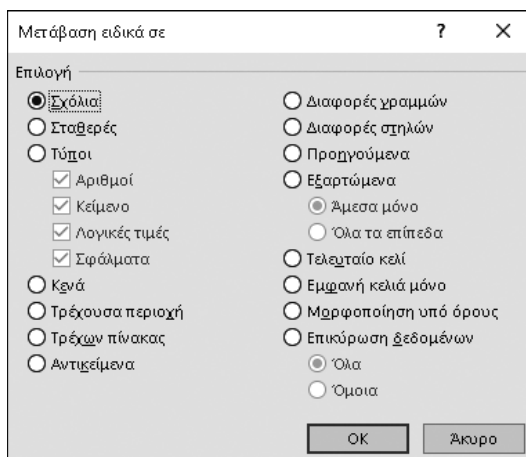 Μετάβαση ειδικά σε ? ×
Επιλογή
Σχόλια
Σταθερές
Τύποι
Αριθμοί
Κείμενο
Λογικές τιμές
Σφάλματα
Κενά
Τρέχουσα περιοχή
Τρέχων πίνακας
Αντικείμενα
Διαφορές γραμμών
Διαφορές στηλών
Προηγούμενα
Εξαρτώμενα
Άμεσα μόνο
Όλα τα επίπεδα
Τελευταίο κελί
Εμφανή κελιά μόνο
Μορφοποίηση υπό όρους
Επικύρωση δεδομένων
Όλα
Όμοια
OK
Άκυρο